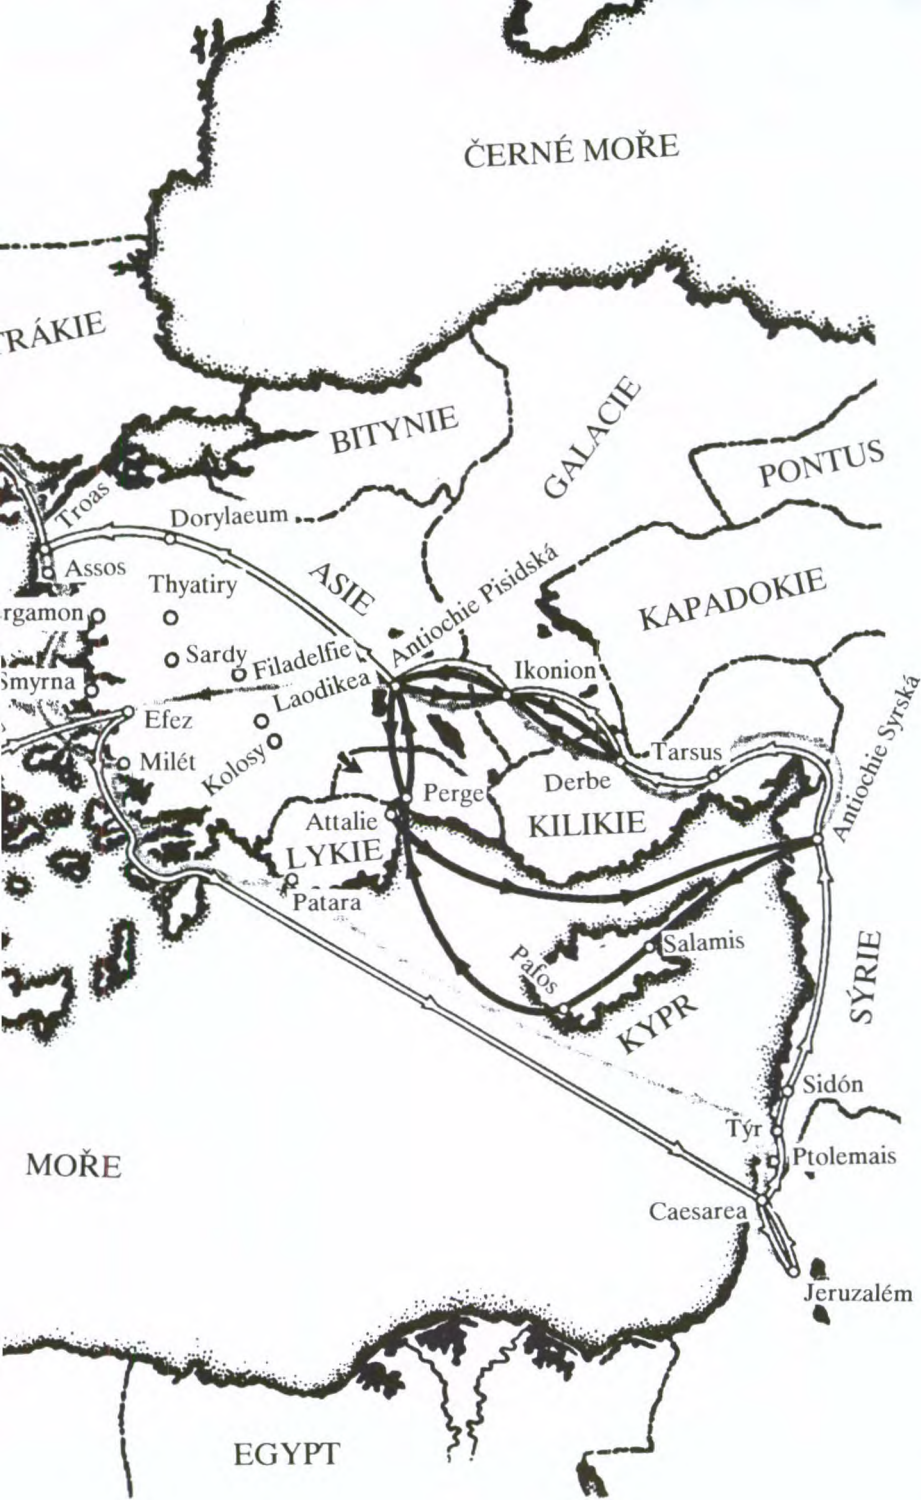 ČERNÉ MOŘE
TRÁKIE
BITYNIE
GALACIE
PONTUS
Troas
Dorylaeum
Assos
ASIE
Thyatiry
Antiochie Pisidská
KAPADOKIE
rgamon
Sardy
Filadelfie
Ikonion
Smyrna
Laodikea
Efez
Antiochie Syrská
Milét
Kolosy
Tarsus
Derbe
Perge
Attalie
KILIKIE
LYKIE
Patara
Salamis
Pafos
SÝRIE
KYPR
Sidón
Týr
MOŘE
Ptolemais
Caesarea
Jeruzalém
EGYPT